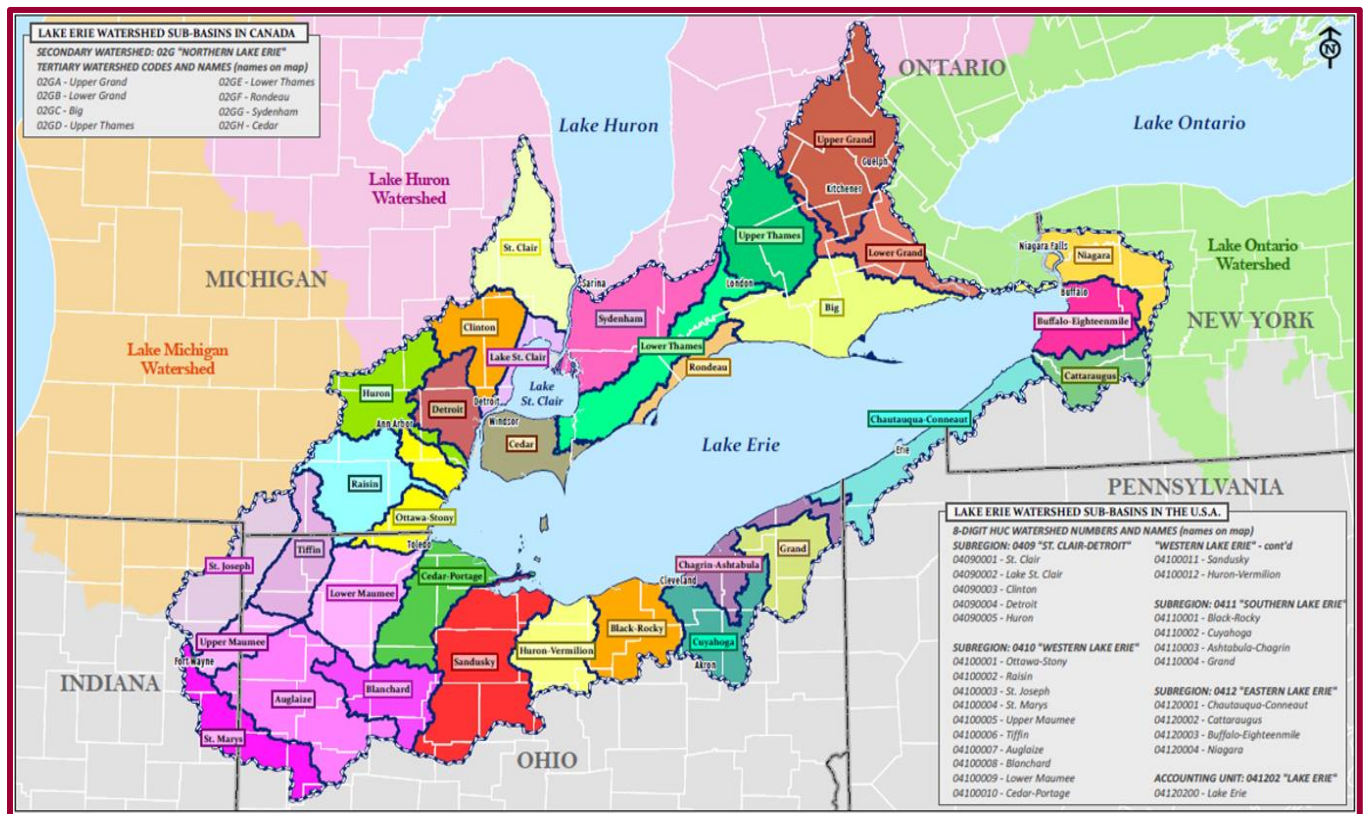 LAKE ERIE WATERSHED SUB-BASINS IN CANADA
SECONDARY WATERSHED: 02G "NORTHERN LAKE ERIE"
TERTIARY WATERSHED CODES AND NAMES (names on map)
02GA - Upper Grand
02GB - Lower Grand
02GC - Big
02GD - Upper Thames
02GE - Lower Thames
02GF - Rondeau
02GG - Sydenham
02GH - Cedar
N
ONTARIO
Lake Huron
Lake Ontario
Upper Grand
Guelph
Kitchener
Lake Huron
Watershed
St. Clair
Upper Thames
Lower Grand
Niagara Falls
Niagara
Lake Ontario
Watershed
MICHIGAN
Sarina
London
Buffalo
Big
Sydenham
Buffalo-Eighteenmile
NEW YORK
Clinton
Lake Michigan
Watershed
Lake St. Clair
Lower Thames
Rondeau
Cattaraugus
Lake
St. Clair
Huron
Detroit
Detroit
Ann Arbor
Windsor
Cedar
Lake Erie
Chautauqua-Conneaut
Erie
Raisin
PENNSYLVANIA
Ottawa-Stony
Toledo
Tiffin
St. Joseph
Cedar-Portage
Lower Maumee
Grand
Chagrin-Ashtabula
Cleveland
Upper Maumee
Fort Wayne
Black-Rocky
Huron-Vermilion
Cuyahoga
Akron
Sandusky
INDIANA
Blanchard
Auglaize
St. Marys
OHIO
LAKE ERIE WATERSHED SUB-BASINS IN THE U.S.A.
8-DIGIT HUC WATERSHED NUMBERS AND NAMES (names on map)
SUBREGION: 0409 "ST. CLAIR-DETROIT"
04090001 - St. Clair
04090002 - Lake St. Clair
04090003 - Clinton
04090004 - Detroit
04090005 - Huron
SUBREGION: 0410 "WESTERN LAKE ERIE"
04100001 - Ottawa-Stony
04100002 - Raisin
04100003 - St. Joseph
04100004 - St. Marys
04100005 - Upper Maumee
04100006 - Tiffin
04100007 - Auglaize
04100008 - Blanchard
04100009 - Lower Maumee
04100010 - Cedar-Portage
"WESTERN LAKE ERIE" - cont'd
04100011 - Sandusky
04100012 - Huron-Vermilion
SUBREGION: 0411 "SOUTHERN LAKE ERIE"
04110001 - Black-Rocky
04110002 - Cuyahoga
04110003 - Ashtabula-Chagrin
04110004 - Grand
SUBREGION: 0412 "EASTERN LAKE ERIE"
04120001 - Chautauqua-Conneaut
04120002 - Cattaraugus
04120003 - Buffalo-Eighteenmile
04120004 - Niagara
ACCOUNTING UNIT: 041202 "LAKE ERIE"
04120200 - Lake Erie